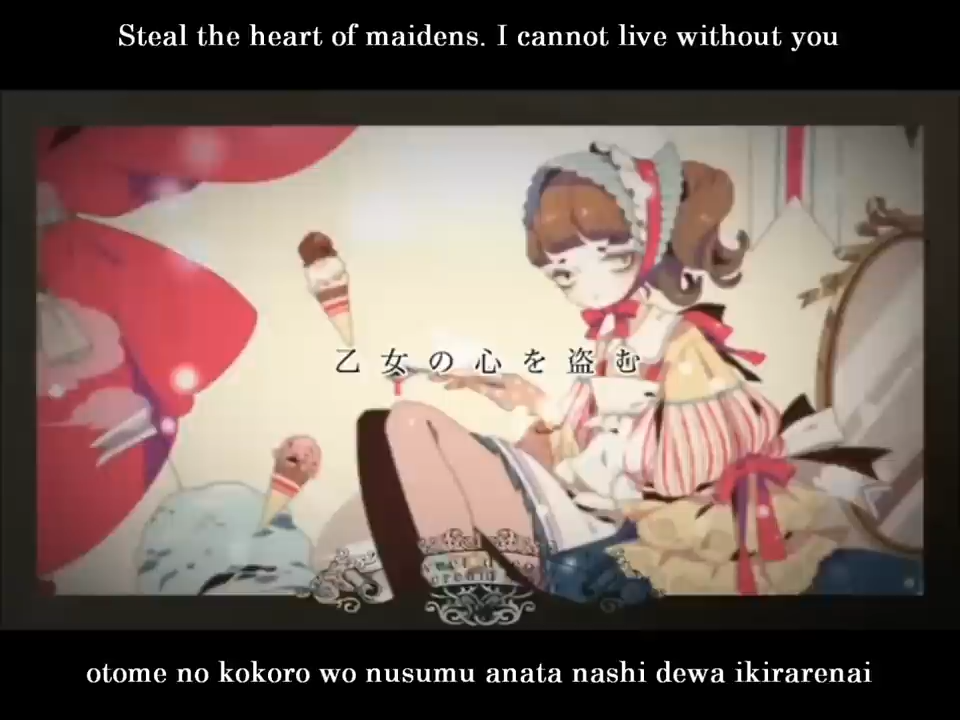 Steal the heart of maidens. I cannot live without you
乙女の心を盗む
cream
otome no kokoro wo nusumu anata nashi dewa ikirarenai